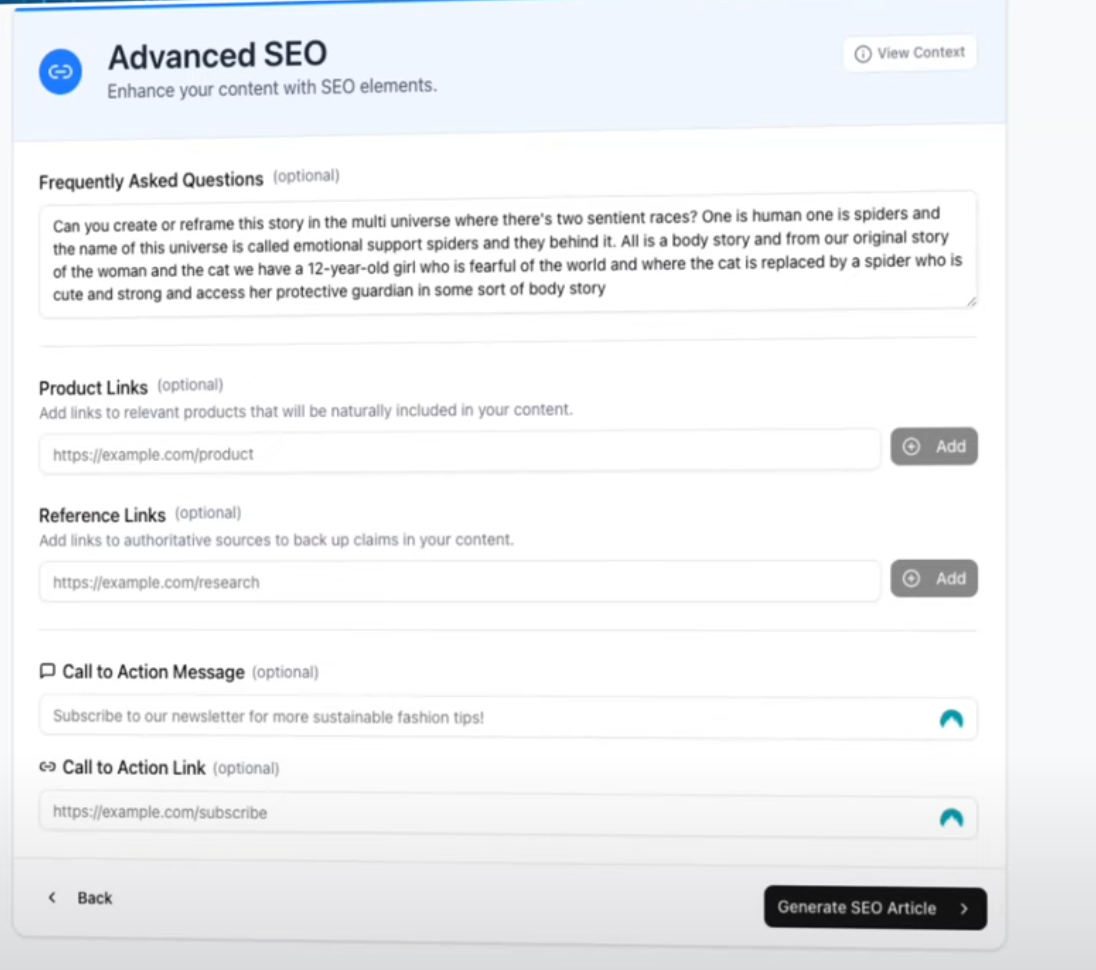 Advanced SEO
Enhance your content with SEO elements.
View Context
Frequently Asked Questions (optional)
Can you create or reframe this story in the multi universe where there's two sentient races? One is human one is spiders and
the name of this universe is called emotional support spiders and they behind it. All is a body story and from our original story
of the woman and the cat we have a 12-year-old girl who is fearful of the world and where the cat is replaced by a spider who is
cute and strong and access her protective guardian in some sort of body story
Product Links (optional)
Add links to relevant products that will be naturally included in your content.
https://example.com/product
Add
Reference Links (optional)
Add links to authoritative sources to back up claims in your content.
https://example.com/research
Add
Call to Action Message (optional)
Subscribe to our newsletter for more sustainable fashion tips!
Call to Action Link (optional)
https://example.com/subscribe
Back
Generate SEO Article